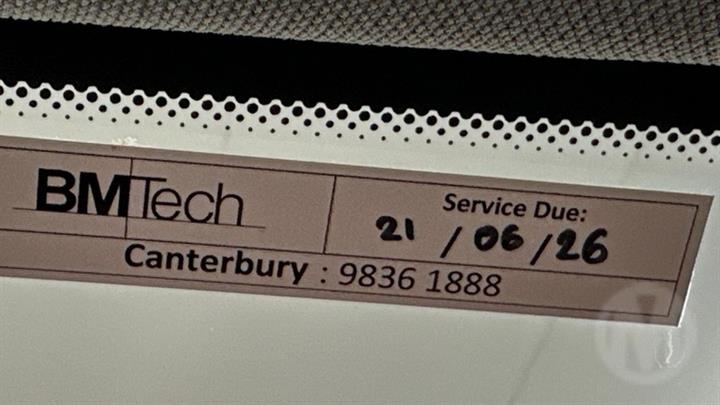 BMTech
Service Due:
21 / 06 / 26
Canterbury : 9836 1888